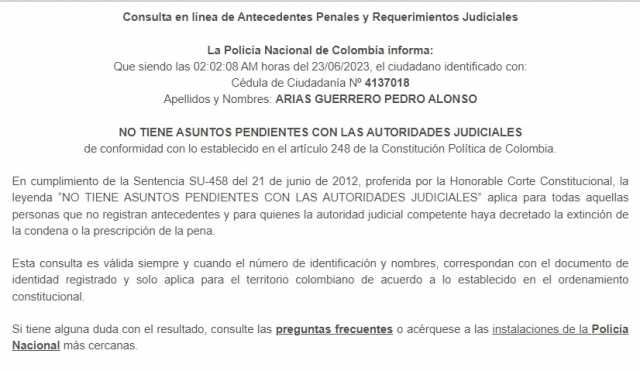 Consulta en línea de Antecedentes Penales y Requerimientos Judiciales
La Policía Nacional de Colombia informa:
Que siendo las 02:02:08 AM horas del 23/06/2023, el ciudadano identificado con:
Cédula de Ciudadanía Nº 4137018
Apellidos y Nombres: ARIAS GUERRERO PEDRO ALONSO
NO TIENE ASUNTOS PENDIENTES CON LAS AUTORIDADES JUDICIALES
de conformidad con lo establecido en el artículo 248 de la Constitución Política de Colombia.
En cumplimiento de la Sentencia SU-458 del 21 de junio de 2012, proferida por la Honorable Corte Constitucional, la
leyenda "NO TIENE ASUNTOS PENDIENTES CON LAS AUTORIDADES JUDICIALES" aplica para todas aquellas
personas que no registran antecedentes y para quienes la autoridad judicial competente haya decretado la extinción de
la condena o la prescripción de la pena.
Esta consulta es válida siempre y cuando el número de identificación y nombres, correspondan con el documento de
identidad registrado y solo aplica para el territorio colombiano de acuerdo a lo establecido en el ordenamiento
constitucional.
Si tiene alguna duda con el resultado, consulte las preguntas frecuentes o acérquese a las instalaciones de la Policía
Nacional más cercanas.